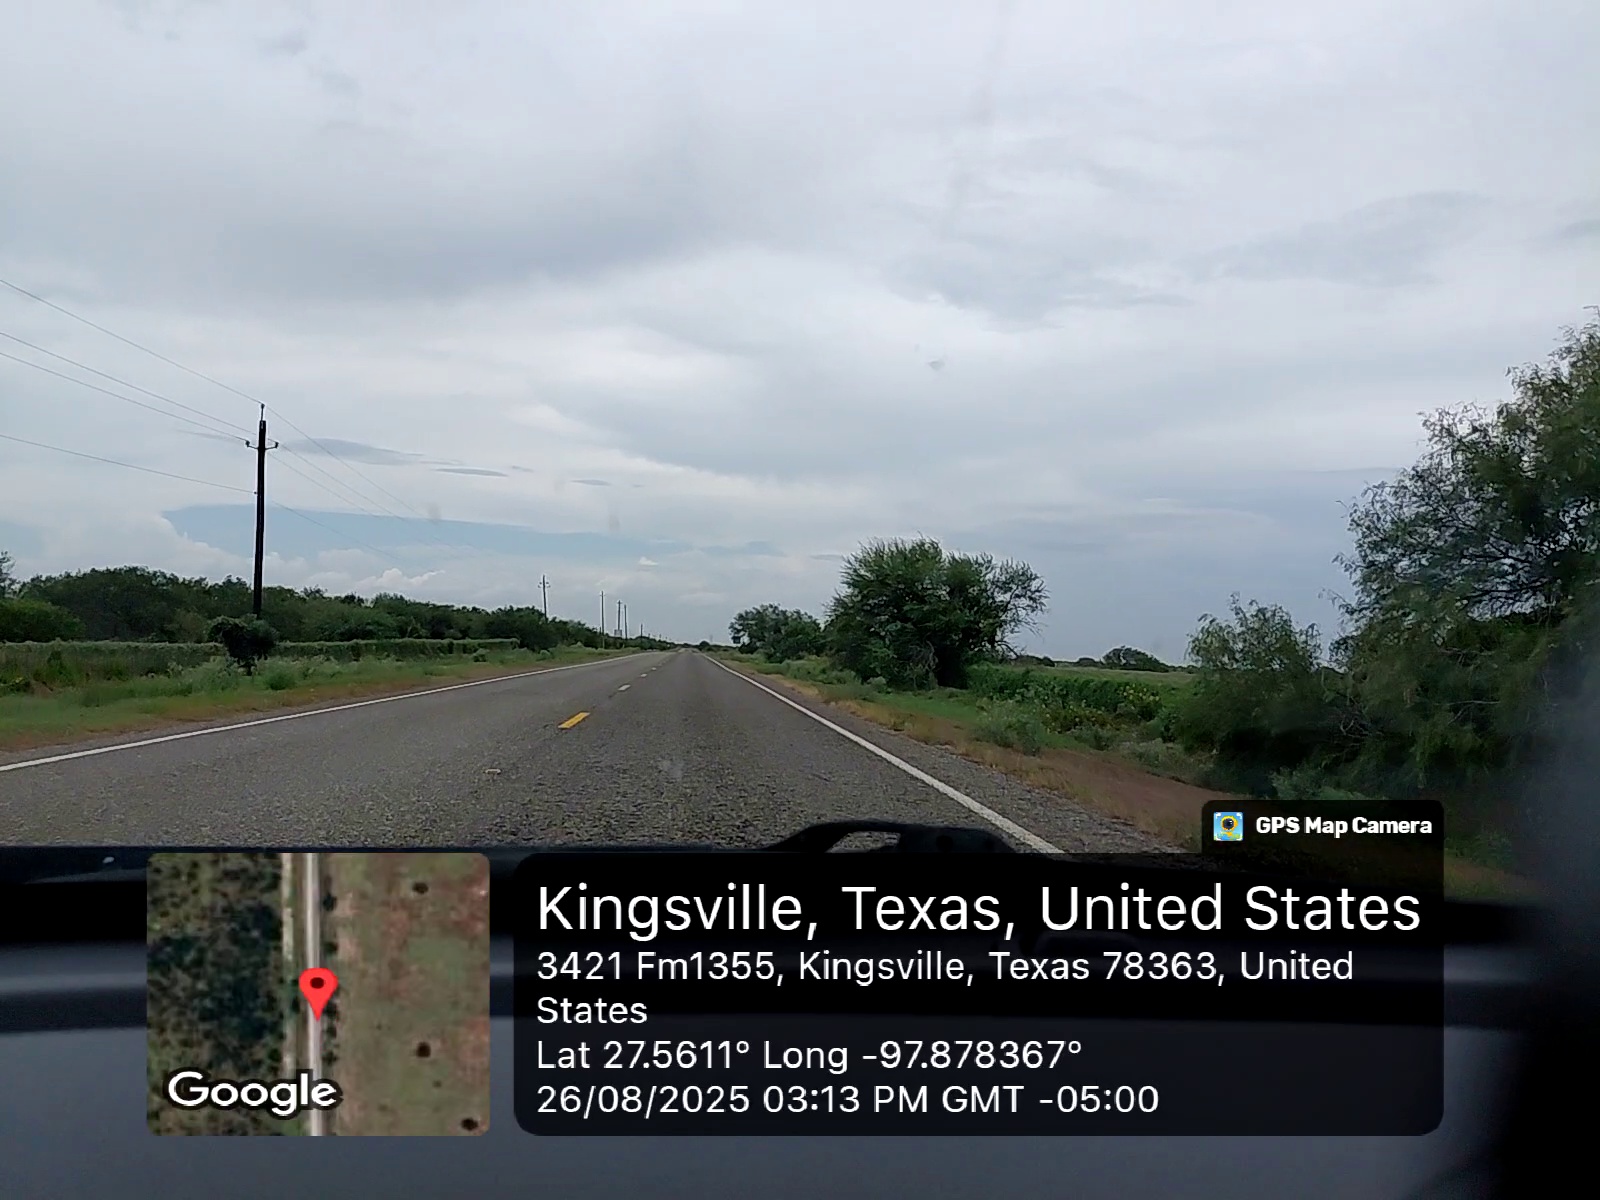 GPS Map Camera
Kingsville, Texas, United States
3421 Fm1355, Kingsville, Texas 78363, United
States
Lat 27.5611° Long -97.878367°
26/08/2025 03:13 PM GMT -05:00
Google